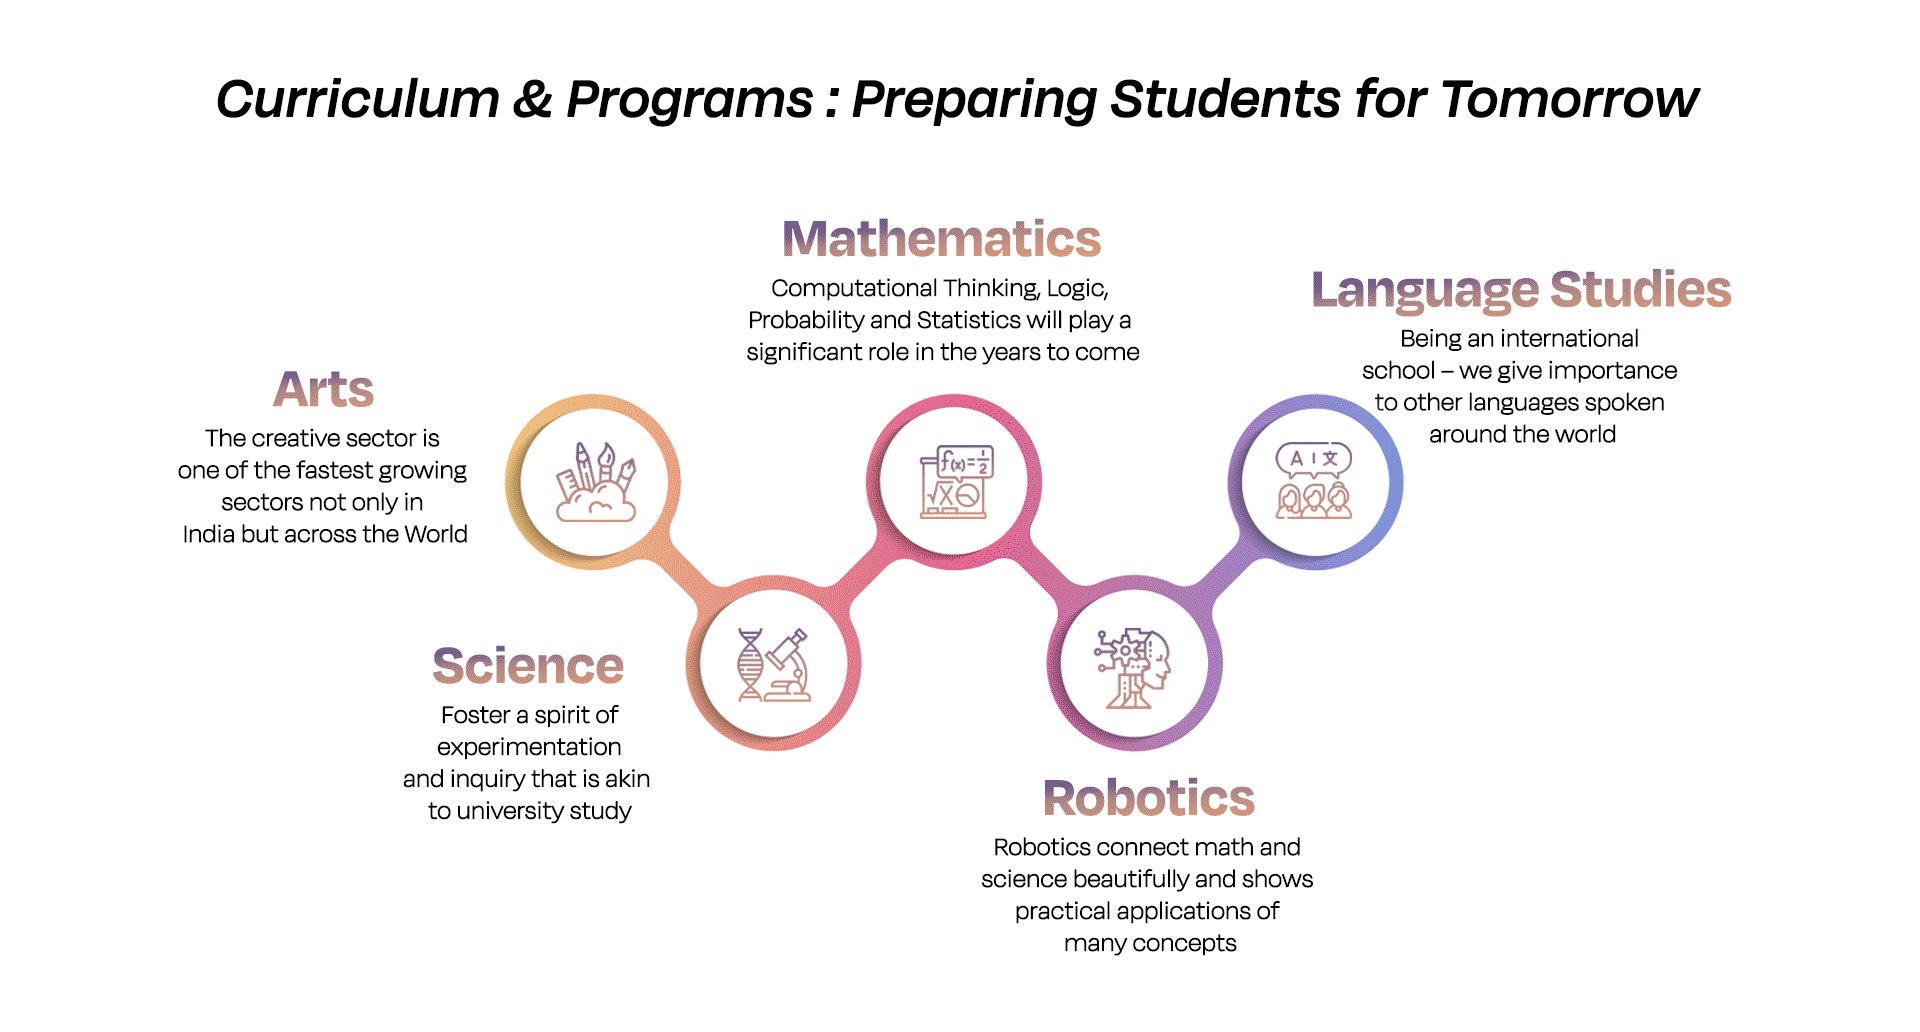 Curriculum & Programs : Preparing Students for Tomorrow
Arts
The creative sector is
one of the fastest growing
sectors not only in
India but across the World
Science
Foster a spirit of
experimentation
and inquiry that is akin
to university study
Mathematics
Computational Thinking, Logic,
Probability and Statistics will play a
significant role in the years to come
f(x)=1/2
√X
Robotics
Robotics connect math and
science beautifully and shows
practical applications of
many concepts
Language Studies
Being an international
school – we give importance
to other languages spoken
around the world
A I 文